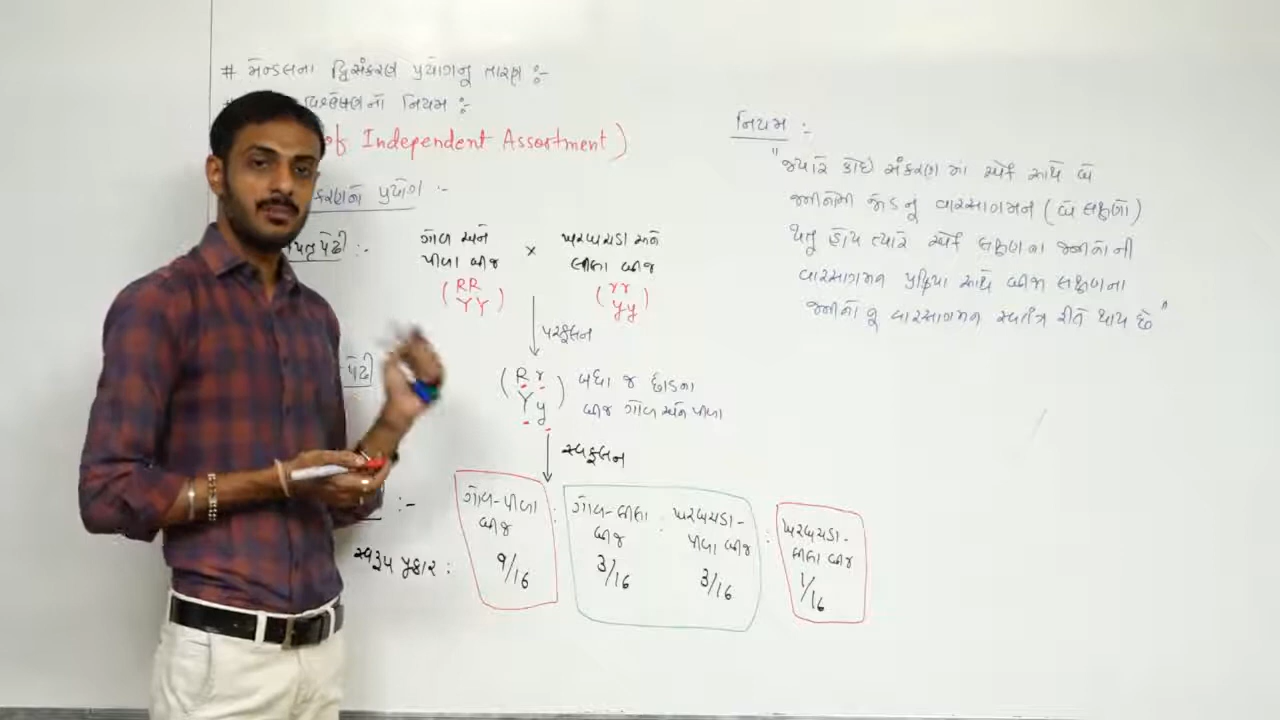 # મેન્ડલના દ્વિસંકરણ પ્રયોગનું તારણ :-
# વિશ્લેષણનો નિયમ :-
of Independent Assortment)
કરણનો પ્રયોગ :-
પિતૃ પેઢી :-
ગોળ અને પીળા બીજ × ખરબચડા અને લીલા બીજ
(RR YY) (rr yy)
પરફલન
પેઢી
(Rr Yy) બધા જ છોડના બીજ ગોળ અને પીળા
સ્વફલન
:-
ગોળ-પીળા બીજ : ગોળ-લીલા બીજ : ખરબચડા-પીળા બીજ : ખરબચડા-લીલા બીજ
સ્વરૂપ પ્રકાર : 9/16 3/16 3/16 1/16
નિયમ :-
"જ્યારે કોઈ સંકરણ માં એક સાથે બે
જનીનોની જોડનું વારસાગમન (બે લક્ષણો)
થતું હોય ત્યારે એક લક્ષણના જનીનોની
વારસાગમન પ્રક્રિયા સાથે બીજા લક્ષણના
જનીનોનું વારસાગમન સ્વતંત્ર રીતે થાય છે"